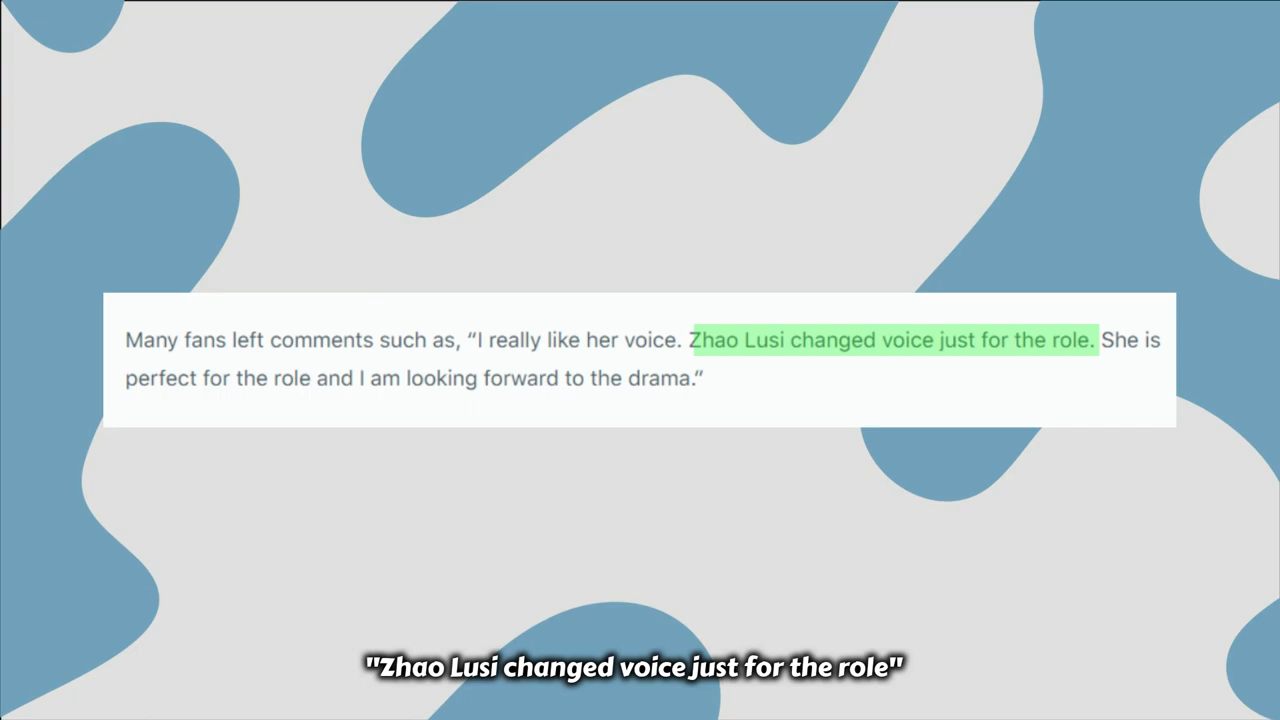 Many fans left comments such as, “I really like her voice. Zhao Lusi changed voice just for the role. She is
perfect for the role and I am looking forward to the drama.”
"Zhao Lusi changed voice just for the role"